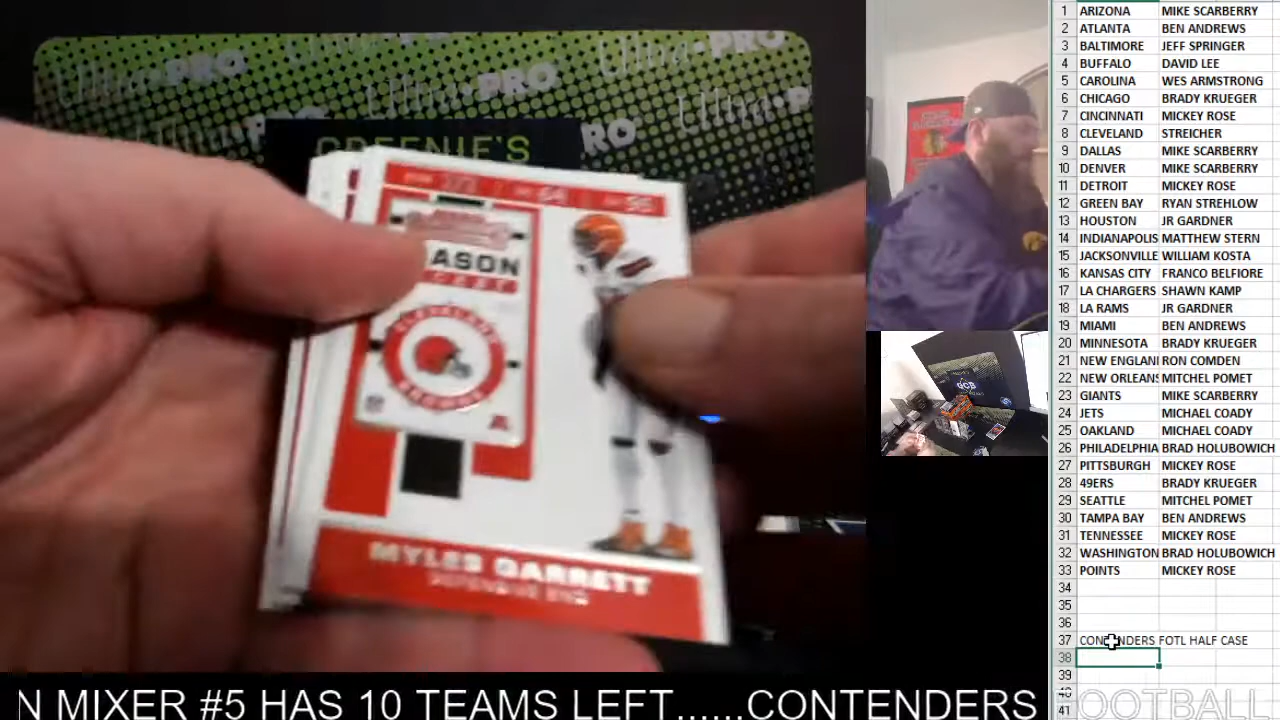 Ultra PRO
Ultra PRO
Ultra PRO
Ultra PRO
PRO
GREENIE'S
ASON
CLEVELAND
BROWNS
MYLES GARRETT
DEFENSIVE END
1 ARIZONA MIKE SCARBERRY
2 ATLANTA BEN ANDREWS
3 BALTIMORE JEFF SPRINGER
4 BUFFALO DAVID LEE
5 CAROLINA WES ARMSTRONG
6 CHICAGO BRADY KRUEGER
7 CINCINNATI MICKEY ROSE
8 CLEVELAND STREICHER
9 DALLAS MIKE SCARBERRY
10 DENVER MIKE SCARBERRY
11 DETROIT MICKEY ROSE
12 GREEN BAY RYAN STREHLOW
13 HOUSTON JR GARDNER
14 INDIANAPOLIS MATTHEW STERN
15 JACKSONVILLE WILLIAM KOSTA
16 KANSAS CITY FRANCO BELFIORE
17 LA CHARGERS SHAWN KAMP
18 LA RAMS JR GARDNER
19 MIAMI BEN ANDREWS
20 MINNESOTA BRADY KRUEGER
21 NEW ENGLAN RON COMDEN
22 NEW ORLEANS MITCHEL POMET
23 GIANTS MIKE SCARBERRY
24 JETS MICHAEL COADY
25 OAKLAND MICHAEL COADY
26 PHILADELPHIA BRAD HOLUBOWICH
27 PITTSBURGH MICKEY ROSE
28 49ERS BRADY KRUEGER
29 SEATTLE MITCHEL POMET
30 TAMPA BAY BEN ANDREWS
31 TENNESSEE MICKEY ROSE
32 WASHINGTON BRAD HOLUBOWICH
33 POINTS MICKEY ROSE
34
35
36
37 CONTENDERS FOTL HALF CASE
38
39
40
41
OOTBALL
N MIXER #5 HAS 10 TEAMS LEFT......CONTENDERS